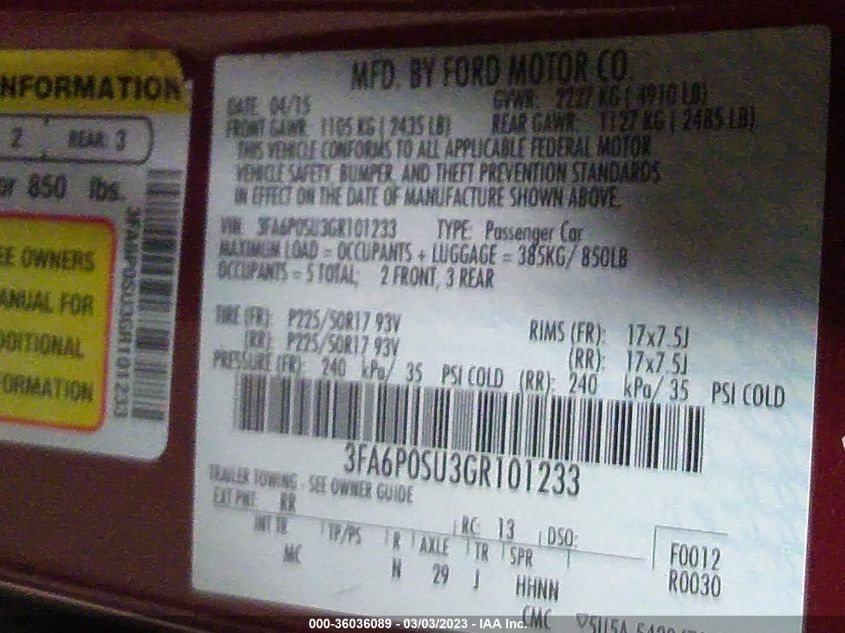 NFORMATION
2 REAR 3
or 850 lbs.
EE OWNERS
ANUAL FOR
DDITIONAL
FORMATION
3FA6P0SU3GR101233
MFD. BY FORD MOTOR CO.
DATE: 04/15 GVWR: 2227 KG ( 4910 LB)
FRONT GAWR: 1105 KG ( 2435 LB) REAR GAWR: 1127 KG ( 2485 LB)
THIS VEHICLE CONFORMS TO ALL APPLICABLE FEDERAL MOTOR
VEHICLE SAFETY, BUMPER, AND THEFT PREVENTION STANDARDS
IN EFFECT ON THE DATE OF MANUFACTURE SHOWN ABOVE.
VIN: 3FA6P0SU3GR101233 TYPE: Passenger Car
MAXIMUM LOAD = OCCUPANTS + LUGGAGE = 385KG/ 850LB
OCCUPANTS = 5 TOTAL; 2 FRONT, 3 REAR
TIRE (FR): P225/50R17 93V RIMS (FR): 17x7.5J
(RR): P225/50R17 93V (RR): 17x7.5J
PRESSURE (FR): 240 kPa/ 35 PSI COLD (RR): 240 kPa/ 35 PSI COLD
3FA6P0SU3GR101233
TRAILER TOWING - SEE OWNER GUIDE
EXT PNT: RR RC: 13 DSO: F0012
INT TR TP/PS R AXLE TR SPR R0030
MC N 29 J HHNN
CMC
000-36036089 - 03/03/2023 - IAA Inc.